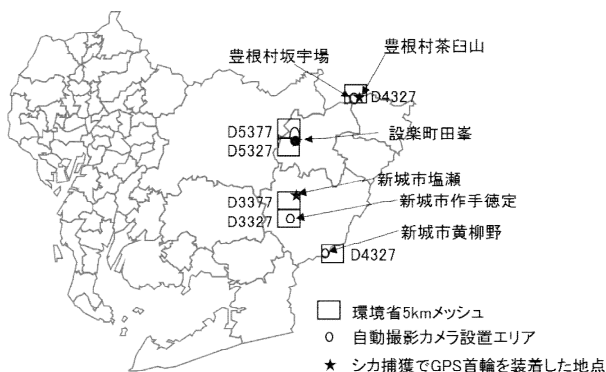 豊根村坂宇場
豊根村茶臼山
D4327
D5377
設楽町田峯
D5327
新城市塩瀬
D3377
新城市作手徳定
D3327
新城市黄柳野
D4327
環境省5kmメッシュ
自動撮影カメラ設置エリア
シカ捕獲でGPS首輪を装着した地点